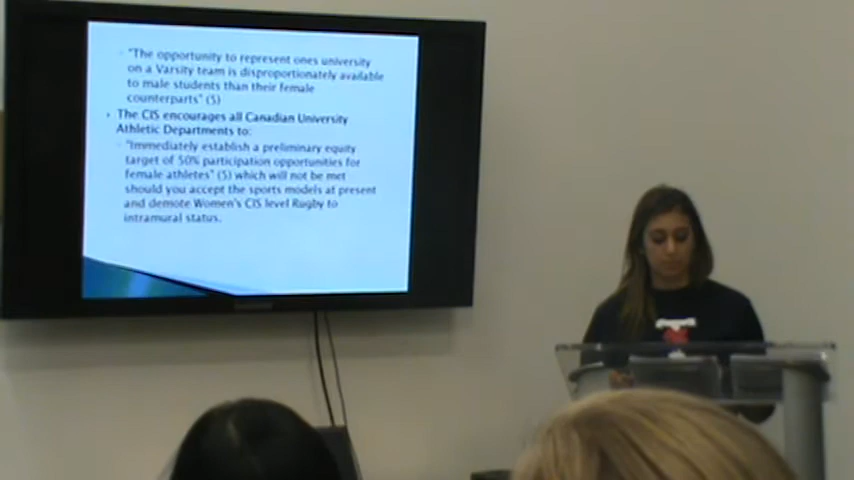 "The opportunity to represent ones university
on a Varsity team is disproportionately available
to male students than their female
counterparts" (5)
The CIS encourages all Canadian University
Athletic Departments to:
"Immediately establish a preliminary equity
target of 50% participation opportunities for
female athletes" (5) which will not be met
should you accept the sports models at present
and demote Women's CIS level Rugby to
intramural status.